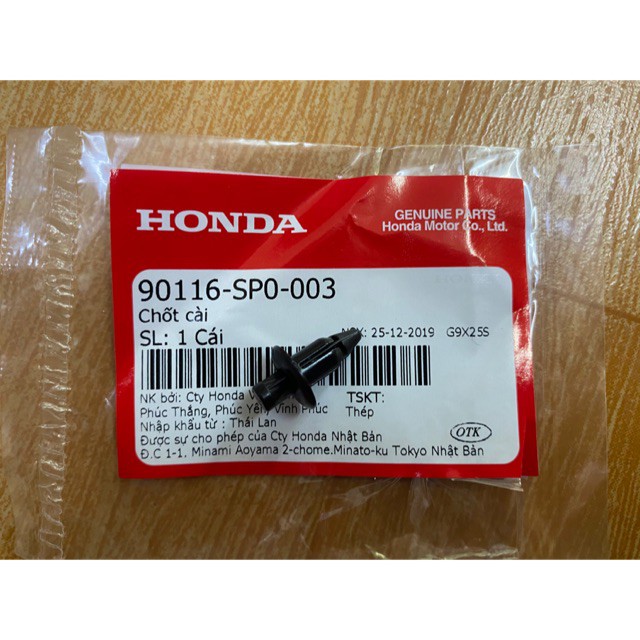 HONDA
GENUINE PARTS
Honda Motor Co., Ltd.
90116-SP0-003
Chốt cài
SL: 1 Cái
25-12-2019 G9X25S
NK bởi: Cty Honda
TSKT:
Phúc Thắng, Phúc Yên, Vĩnh Phúc
Thép
Nhập khẩu từ : Thái Lan
Được sự cho phép của Cty Honda Nhật Bản
OTK
Đ.C 1-1. Minami Aoyama 2-chome.Minato-ku Tokyo Nhật Bản